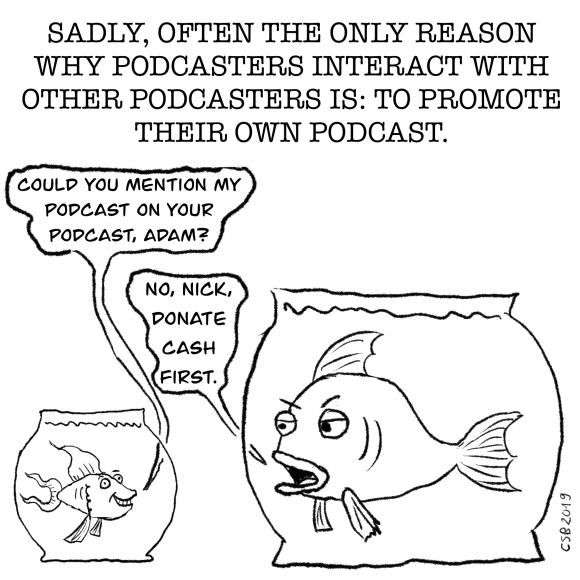 SADLY, OFTEN THE ONLY REASON
WHY PODCASTERS INTERACT WITH
OTHER PODCASTERS IS: TO PROMOTE
THEIR OWN PODCAST.
COULD YOU MENTION MY
PODCAST ON YOUR
PODCAST, ADAM?
NO, NICK,
DONATE
CASH
FIRST.
CSB2019